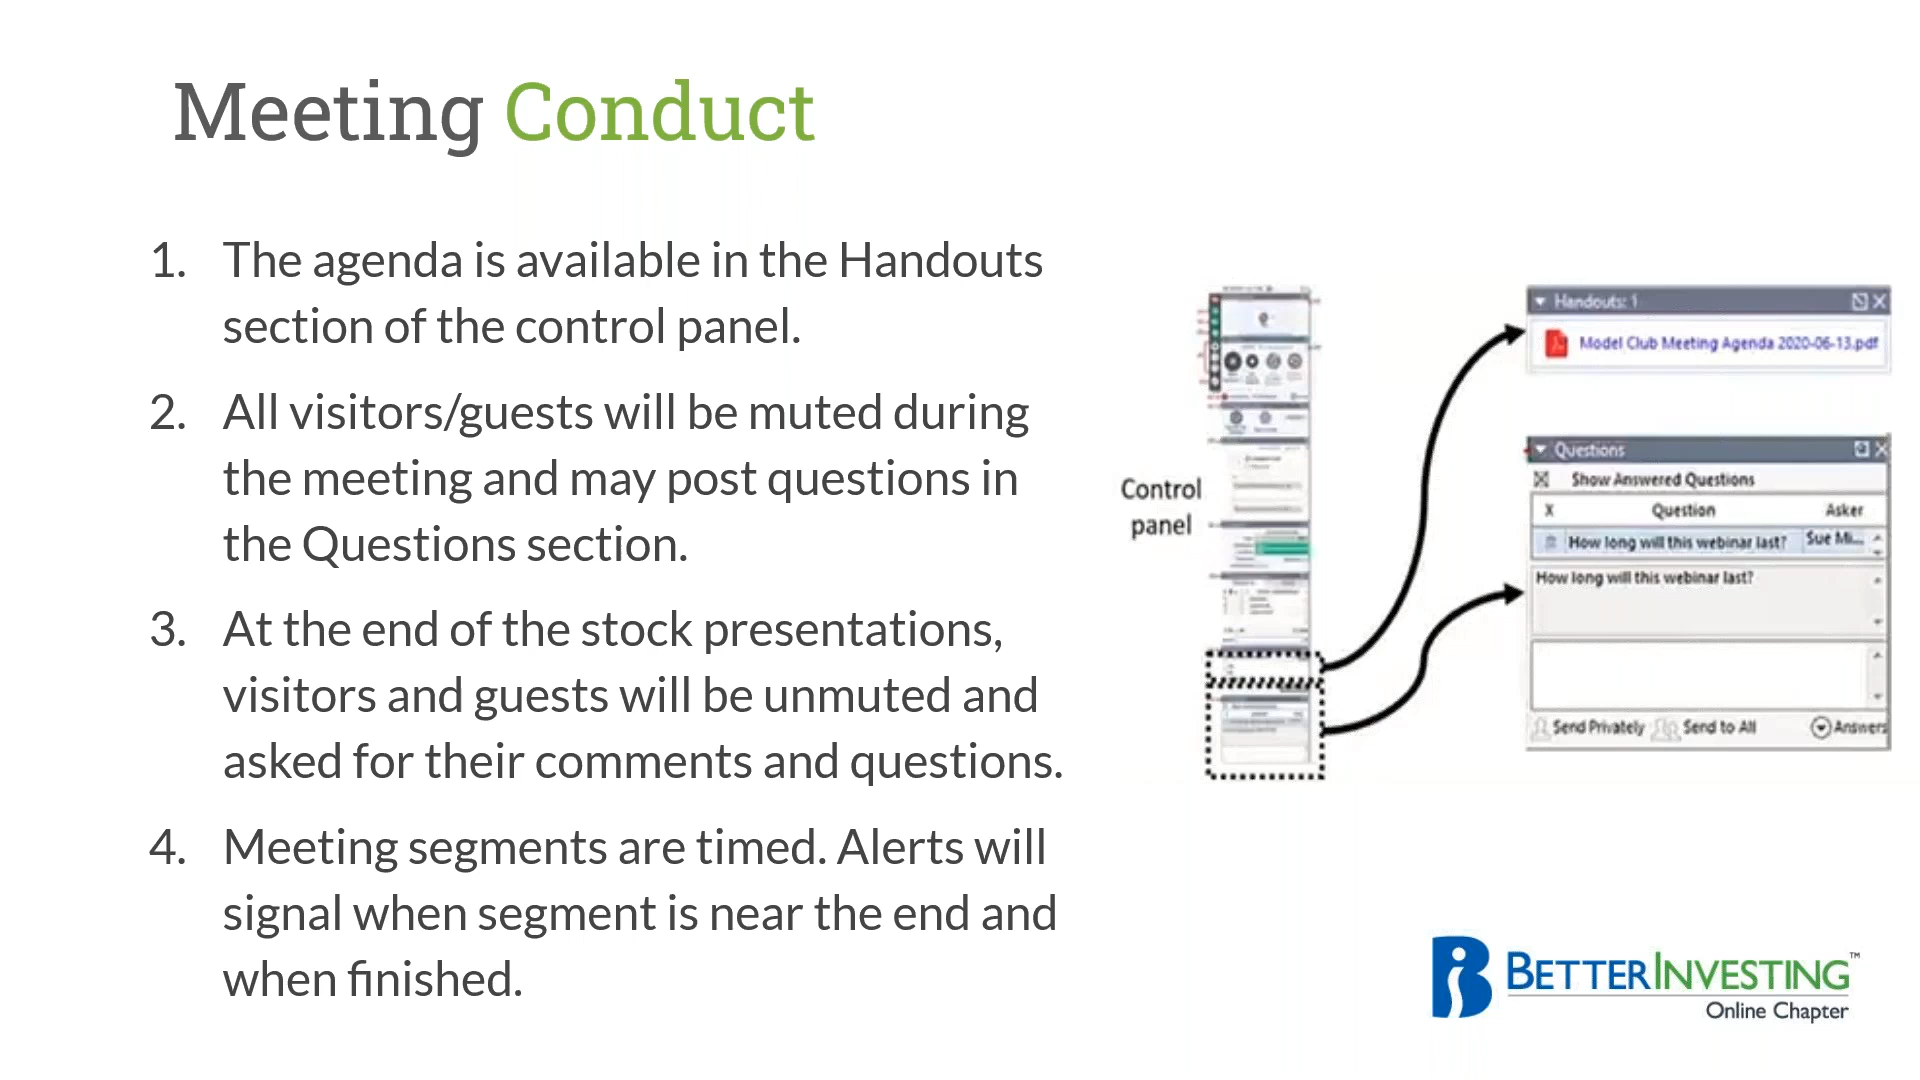 Meeting Conduct
1. The agenda is available in the Handouts
section of the control panel.
2. All visitors/guests will be muted during
the meeting and may post questions in
the Questions section.
3. At the end of the stock presentations,
visitors and guests will be unmuted and
asked for their comments and questions.
4. Meeting segments are timed. Alerts will
signal when segment is near the end and
when finished.
Control
panel
Handouts: 1
Model Club Meeting Agenda 2020-06-13.pdf
Questions
Show Answered Questions
X Question Asker
How long will this webinar last? Sue Mi...
How long will this webinar last?
Send Privately Send to All Answers
BETTERINVESTING™
Online Chapter